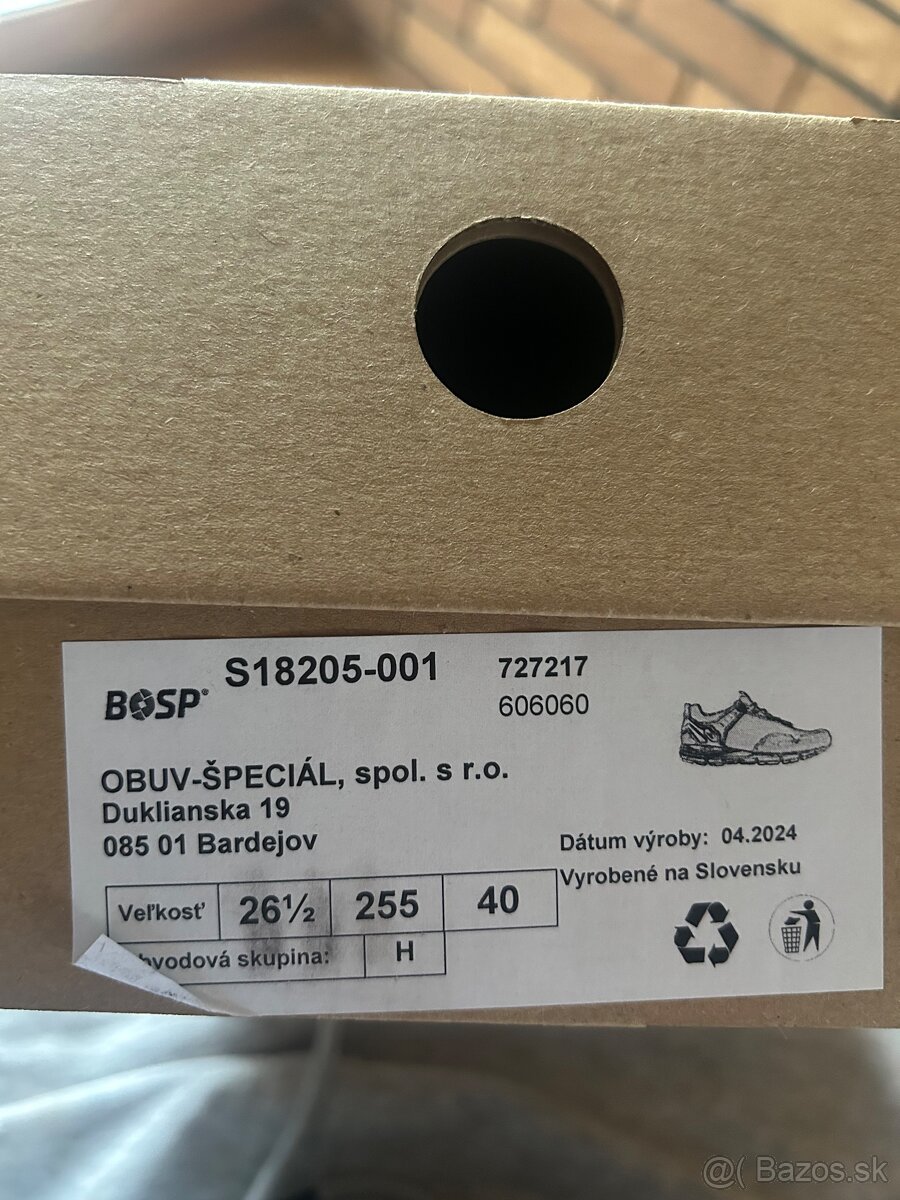 BOSP®
S18205-001
727217
606060
OBUV-ŠPECIÁL, spol. s r.o.
Duklianska 19
085 01 Bardejov
Dátum výroby: 04.2024
Vyrobené na Slovensku
Veľkosť 26½ 255 40
skupina: H
@( Bazos.sk